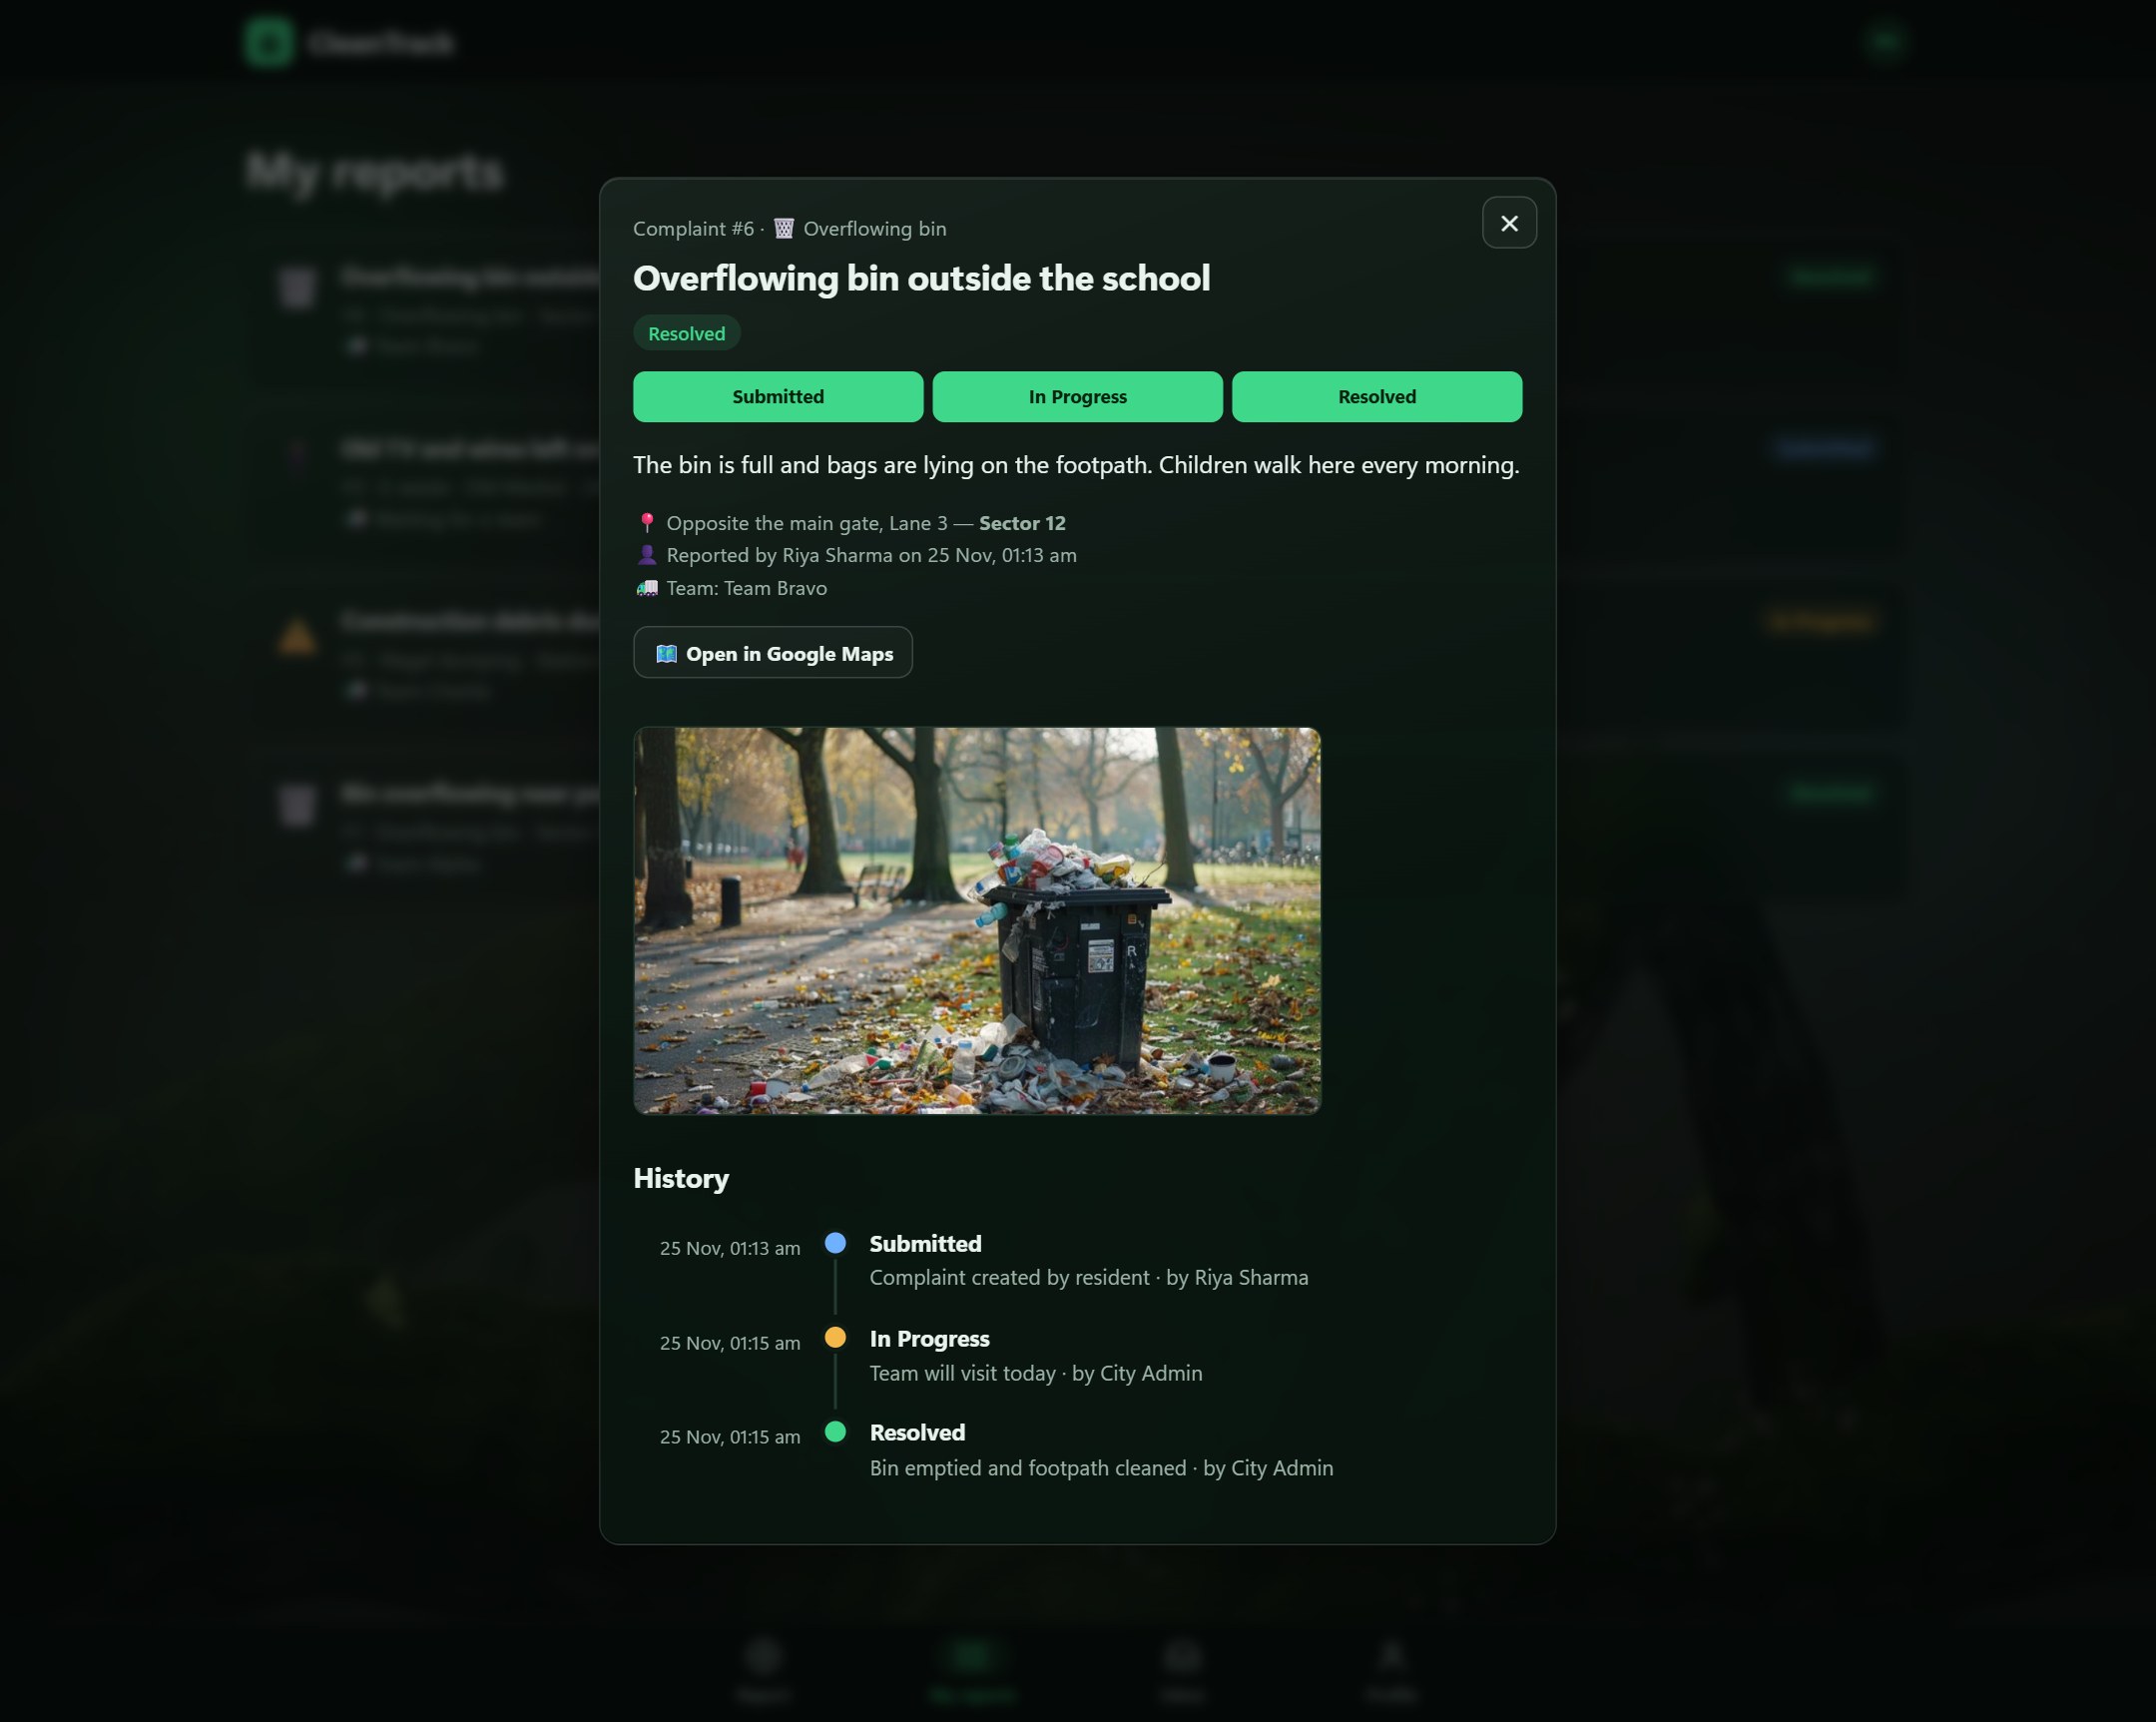 CleanTrack
My reports
Complaint #6 · Overflowing bin
Overflowing bin outside the school
Resolved
Submitted
In Progress
Resolved
The bin is full and bags are lying on the footpath. Children walk here every morning.
Opposite the main gate, Lane 3 — Sector 12
Reported by Riya Sharma on 25 Nov, 01:13 am
Team: Team Bravo
Open in Google Maps
R
History
25 Nov, 01:13 am
Submitted
Complaint created by resident · by Riya Sharma
25 Nov, 01:15 am
In Progress
Team will visit today · by City Admin
25 Nov, 01:15 am
Resolved
Bin emptied and footpath cleaned · by City Admin